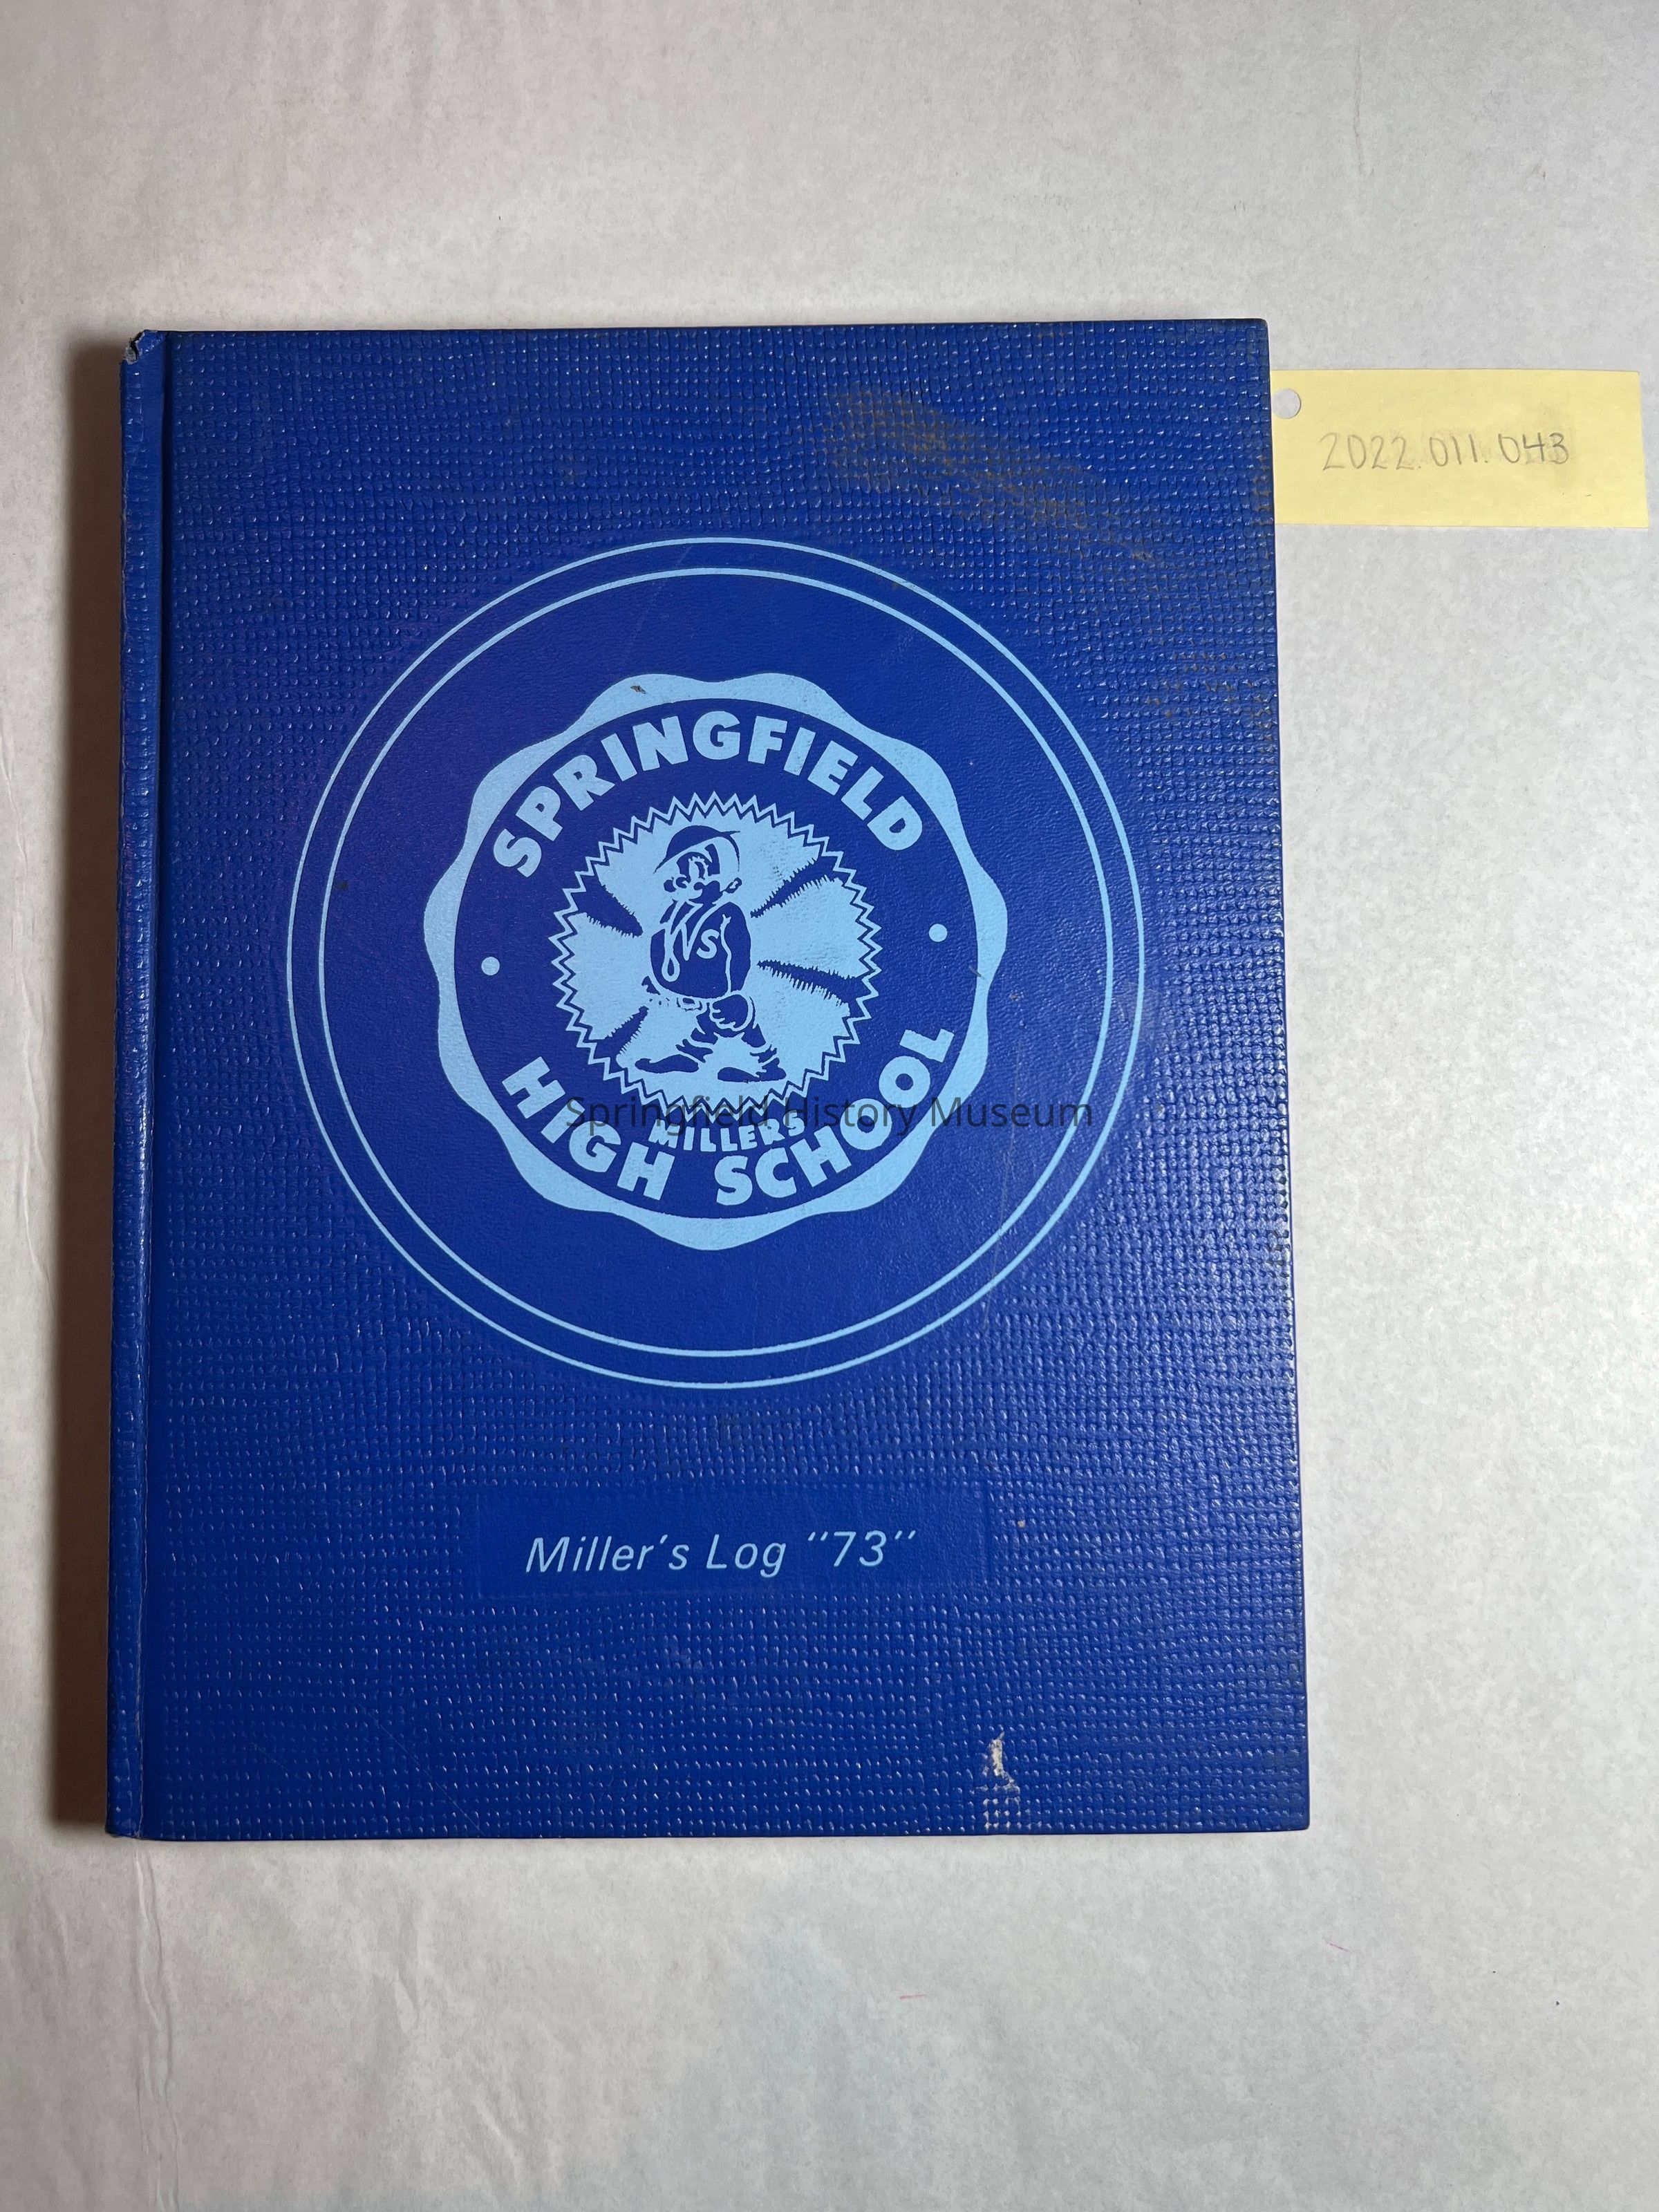 2022.011.043
SPRINGFIELD
S
MILLERS
HIGH SCHOOL
Springfield History Museum
Miller's Log "73"